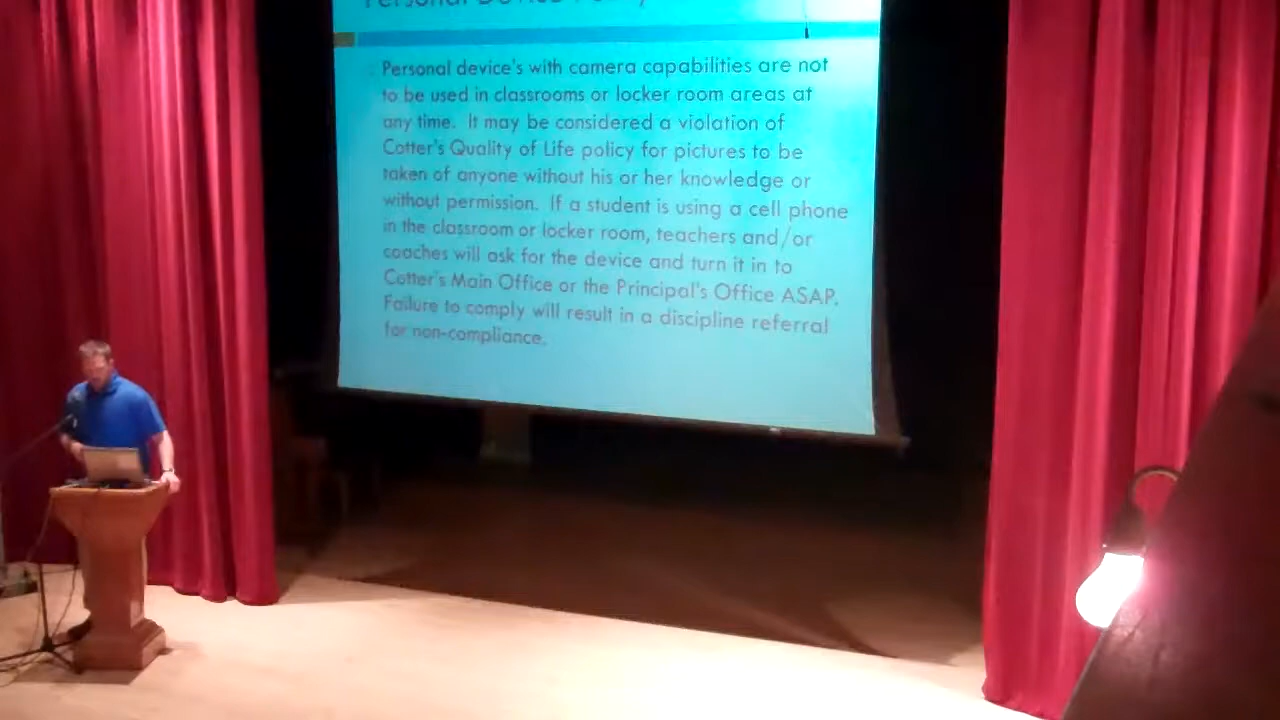 Personal Device Policy
Personal device's with camera capabilities are not
to be used in classrooms or locker room areas at
any time. It may be considered a violation of
Cotter's Quality of Life policy for pictures to be
taken of anyone without his or her knowledge or
without permission. If a student is using a cell phone
in the classroom or locker room, teachers and/or
coaches will ask for the device and turn it in to
Cotter's Main Office or the Principal's Office ASAP.
Failure to comply will result in a discipline referral
for non-compliance.